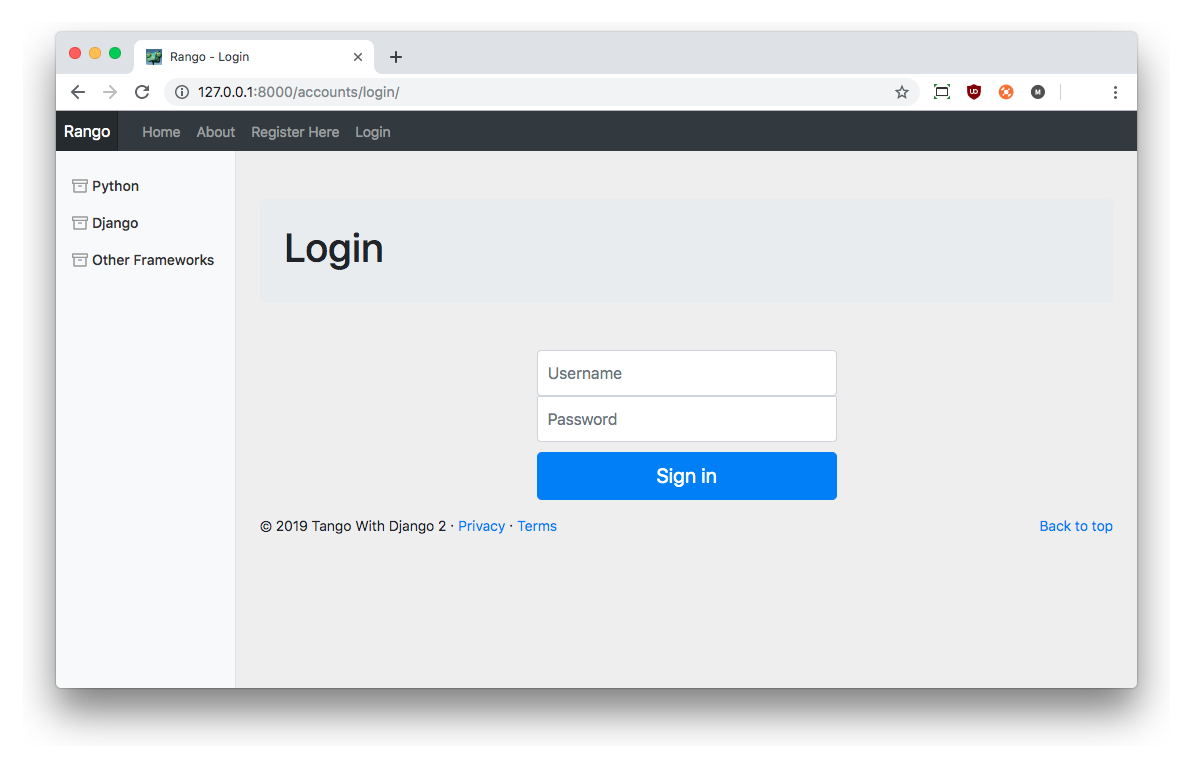 Rango - Login
127.0.0.1:8000/accounts/login/
UD
M
Rango Home About Register Here Login
Python
Django
Other Frameworks
Login
Username
Password
Sign in
© 2019 Tango With Django 2 · Privacy · Terms Back to top